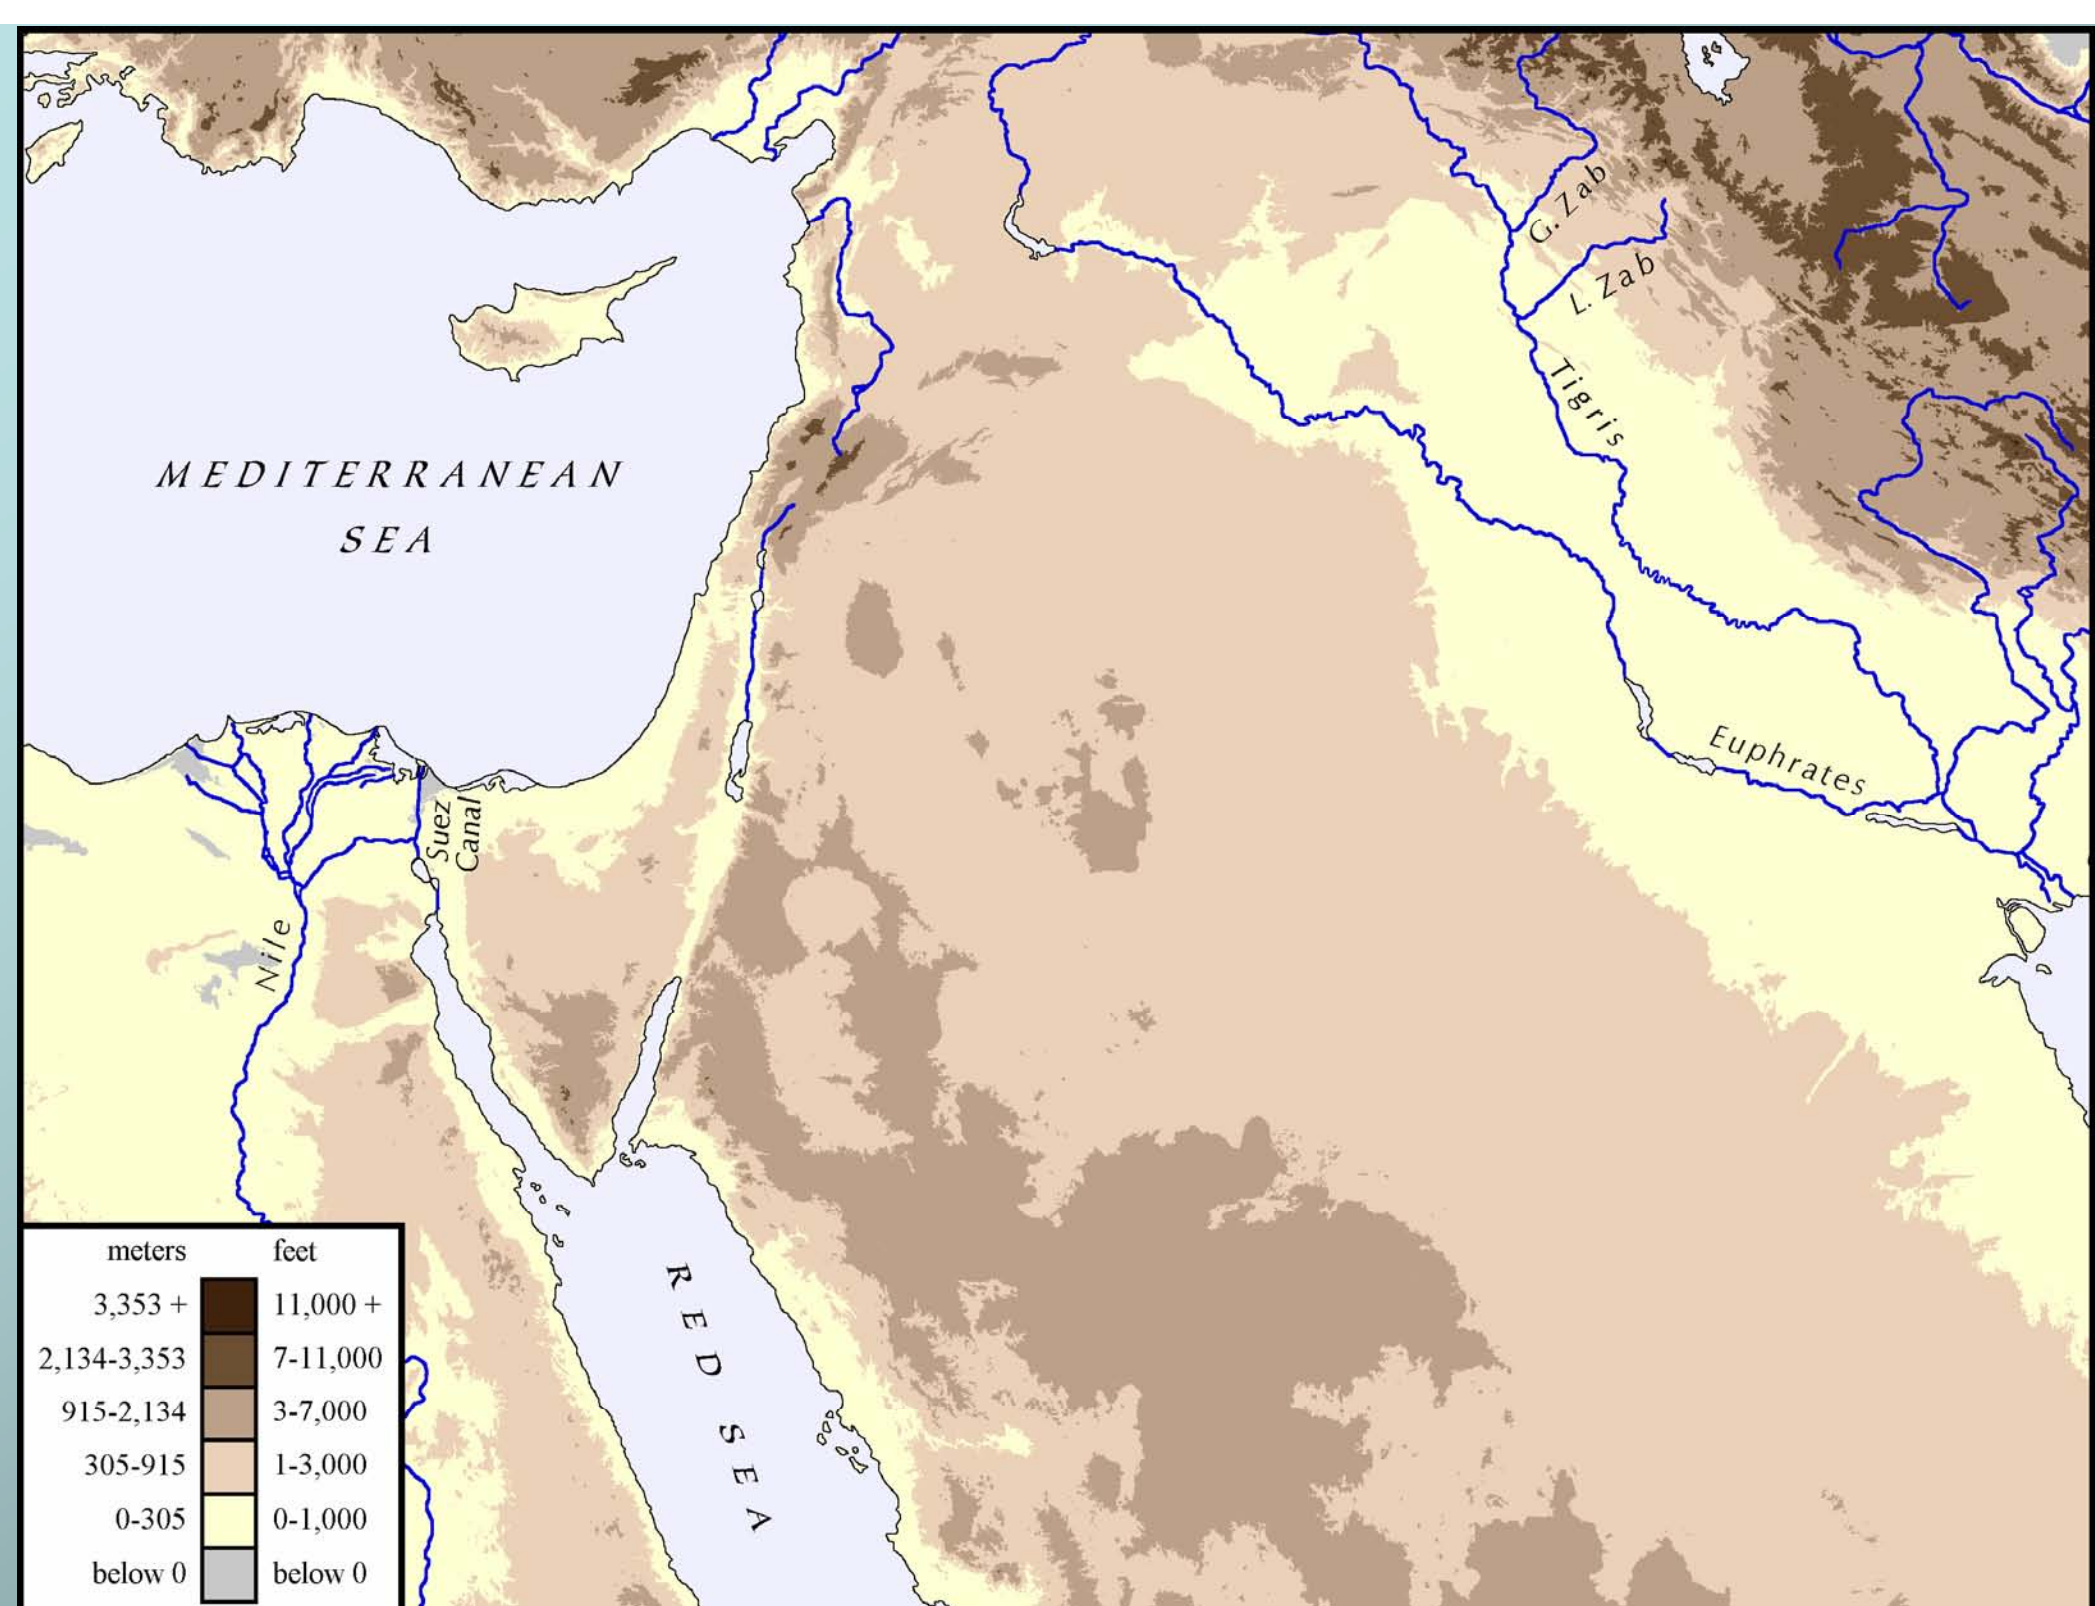 G. Zab
L. Zab
Tigris
MEDITERRANEAN
SEA
Euphrates
Suez
Canal
Nile
RED SEA
meters feet
3,353 + 11,000 +
2,134-3,353 7-11,000
915-2,134 3-7,000
305-915 1-3,000
0-305 0-1,000
below 0 below 0